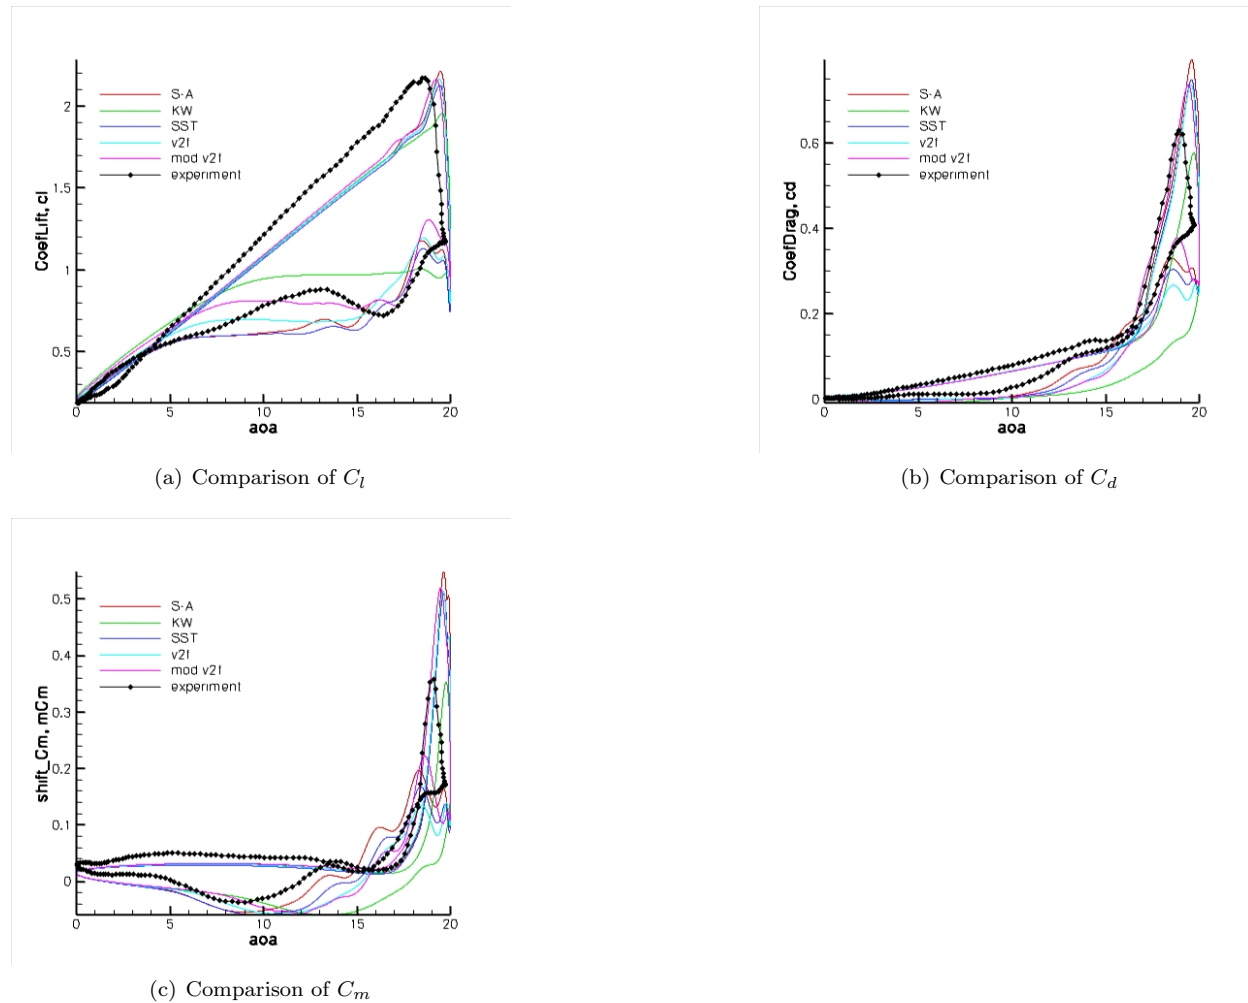 CoefLift, cl
2
1.5
1
0.5
S-A
KW
SST
v2f
mod v2f
experiment
0 5 10 15 20
aoa
(a) Comparison of C_l
CoefDrag, cd
0.6
0.4
0.2
0
S-A
KW
SST
v2f
mod v2f
experiment
0 5 10 15 20
aoa
(b) Comparison of C_d
shift_Cm, mCm
0.5
0.4
0.3
0.2
0.1
0
S-A
KW
SST
v2f
mod v2f
experiment
0 5 10 15 20
aoa
(c) Comparison of C_m